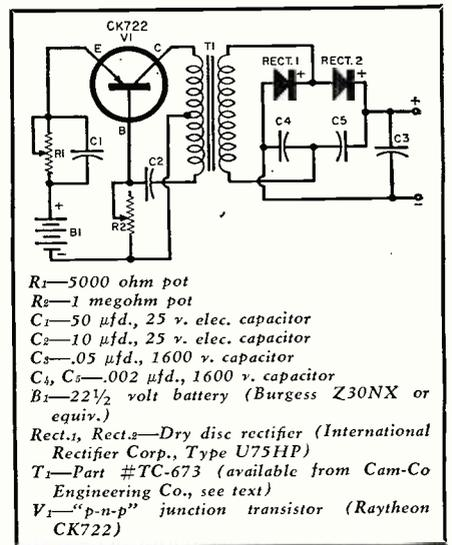 CK722
V1
E
C
T1
RECT.1
RECT.2
+
+
+
B
C4
C5
C3
R1
C1
C2
R2
+
B1
−
−
R1—5000 ohm pot
R2—1 megohm pot
C1—50 µfd., 25 v. elec. capacitor
C2—10 µfd., 25 v. elec. capacitor
C3—.05 µfd., 1600 v. capacitor
C4, C5—.002 µfd., 1600 v. capacitor
B1—22½ volt battery (Burgess Z30NX or
equiv.)
Rect.1, Rect.2—Dry disc rectifier (International
Rectifier Corp., Type U75HP)
T1—Part #TC-673 (available from Cam-Co
Engineering Co., see text)
V1—"p-n-p" junction transistor (Raytheon
CK722)